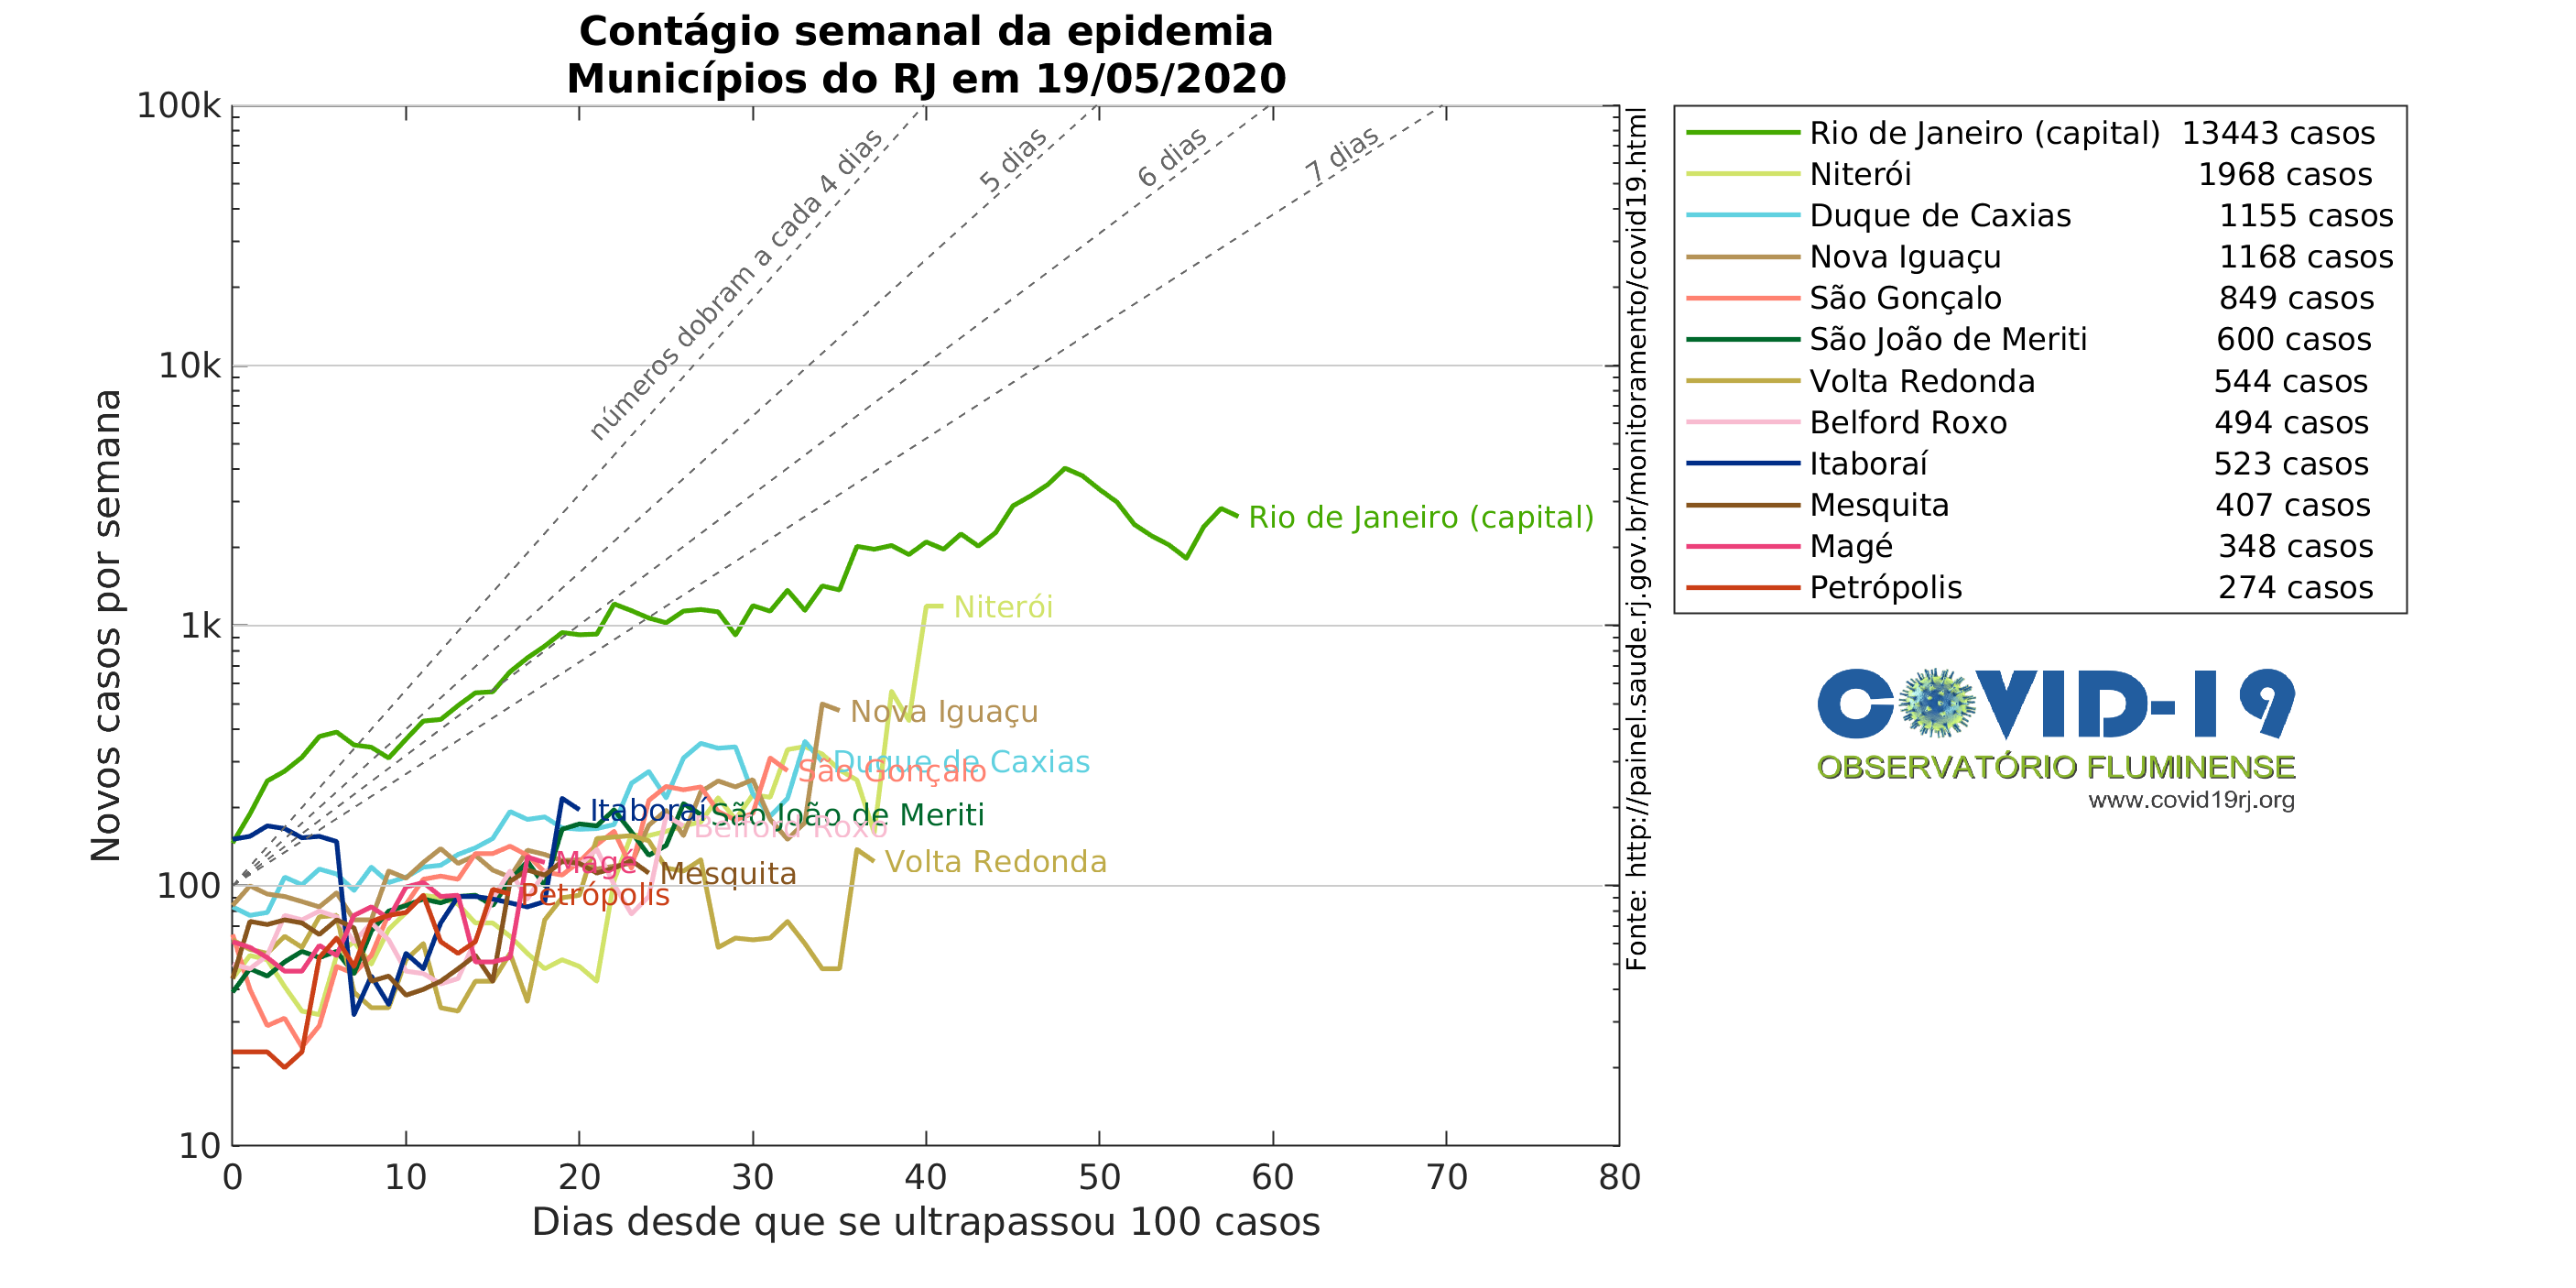 Contágio semanal da epidemia
Municípios do RJ em 19/05/2020
Novos casos por semana
100k
10k
1k
100
10
0 10 20 30 40 50 60 70 80
Dias desde que se ultrapassou 100 casos
números dobram a cada 4 dias
5 dias
6 dias
7 dias
Rio de Janeiro (capital)
Niterói
Nova Iguaçu
Duque de Caxias
São Gonçalo
Itaboraí
São João de Meriti
Belford Roxo
Volta Redonda
Magé
Mesquita
Petrópolis
Fonte: http://painel.saude.rj.gov.br/monitoramento/covid19.html
Rio de Janeiro (capital) 13443 casos
Niterói 1968 casos
Duque de Caxias 1155 casos
Nova Iguaçu 1168 casos
São Gonçalo 849 casos
São João de Meriti 600 casos
Volta Redonda 544 casos
Belford Roxo 494 casos
Itaboraí 523 casos
Mesquita 407 casos
Magé 348 casos
Petrópolis 274 casos
COVID-19
OBSERVATÓRIO FLUMINENSE
www.covid19rj.org